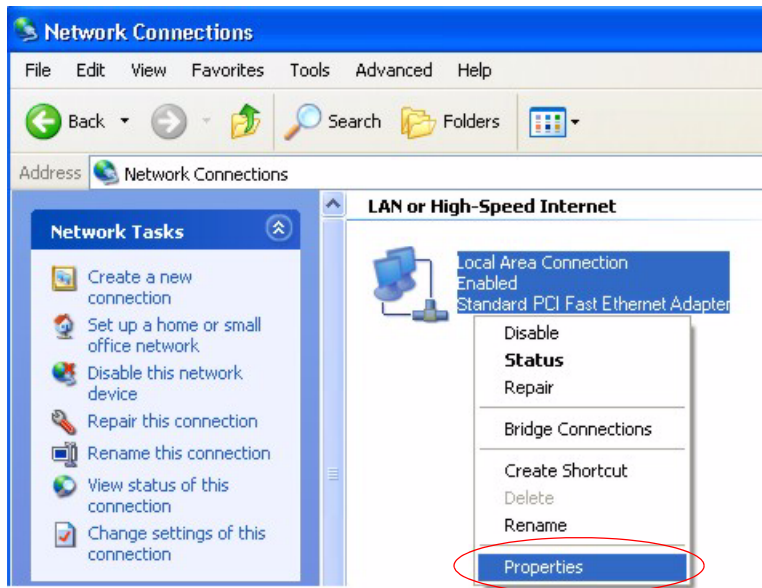 Network Connections
File Edit View Favorites Tools Advanced Help
Back Search Folders
Address Network Connections
Network Tasks
Create a new
connection
Set up a home or small
office network
Disable this network
device
Repair this connection
Rename this connection
View status of this
connection
Change settings of this
connection
LAN or High-Speed Internet
Local Area Connection
Enabled
Standard PCI Fast Ethernet Adapter
Disable
Status
Repair
Bridge Connections
Create Shortcut
Delete
Rename
Properties